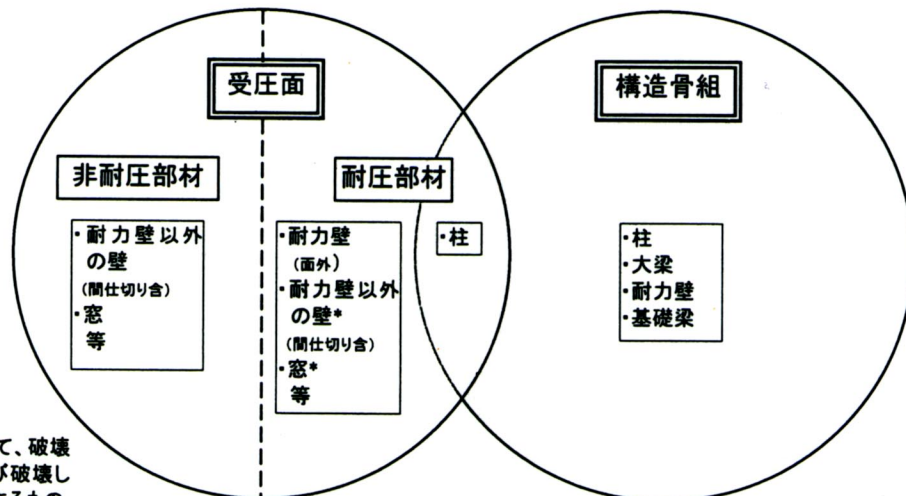 受圧面
構造骨組
非耐圧部材
耐圧部材
・耐力壁以外
の壁
(間仕切り含)
・窓
等
・耐力壁
(面外)
・耐力壁以外
の壁*
(間仕切り含)
・窓*
等
・柱
・柱
・大梁
・耐力壁
・基礎梁
て、破壊
が破壊し